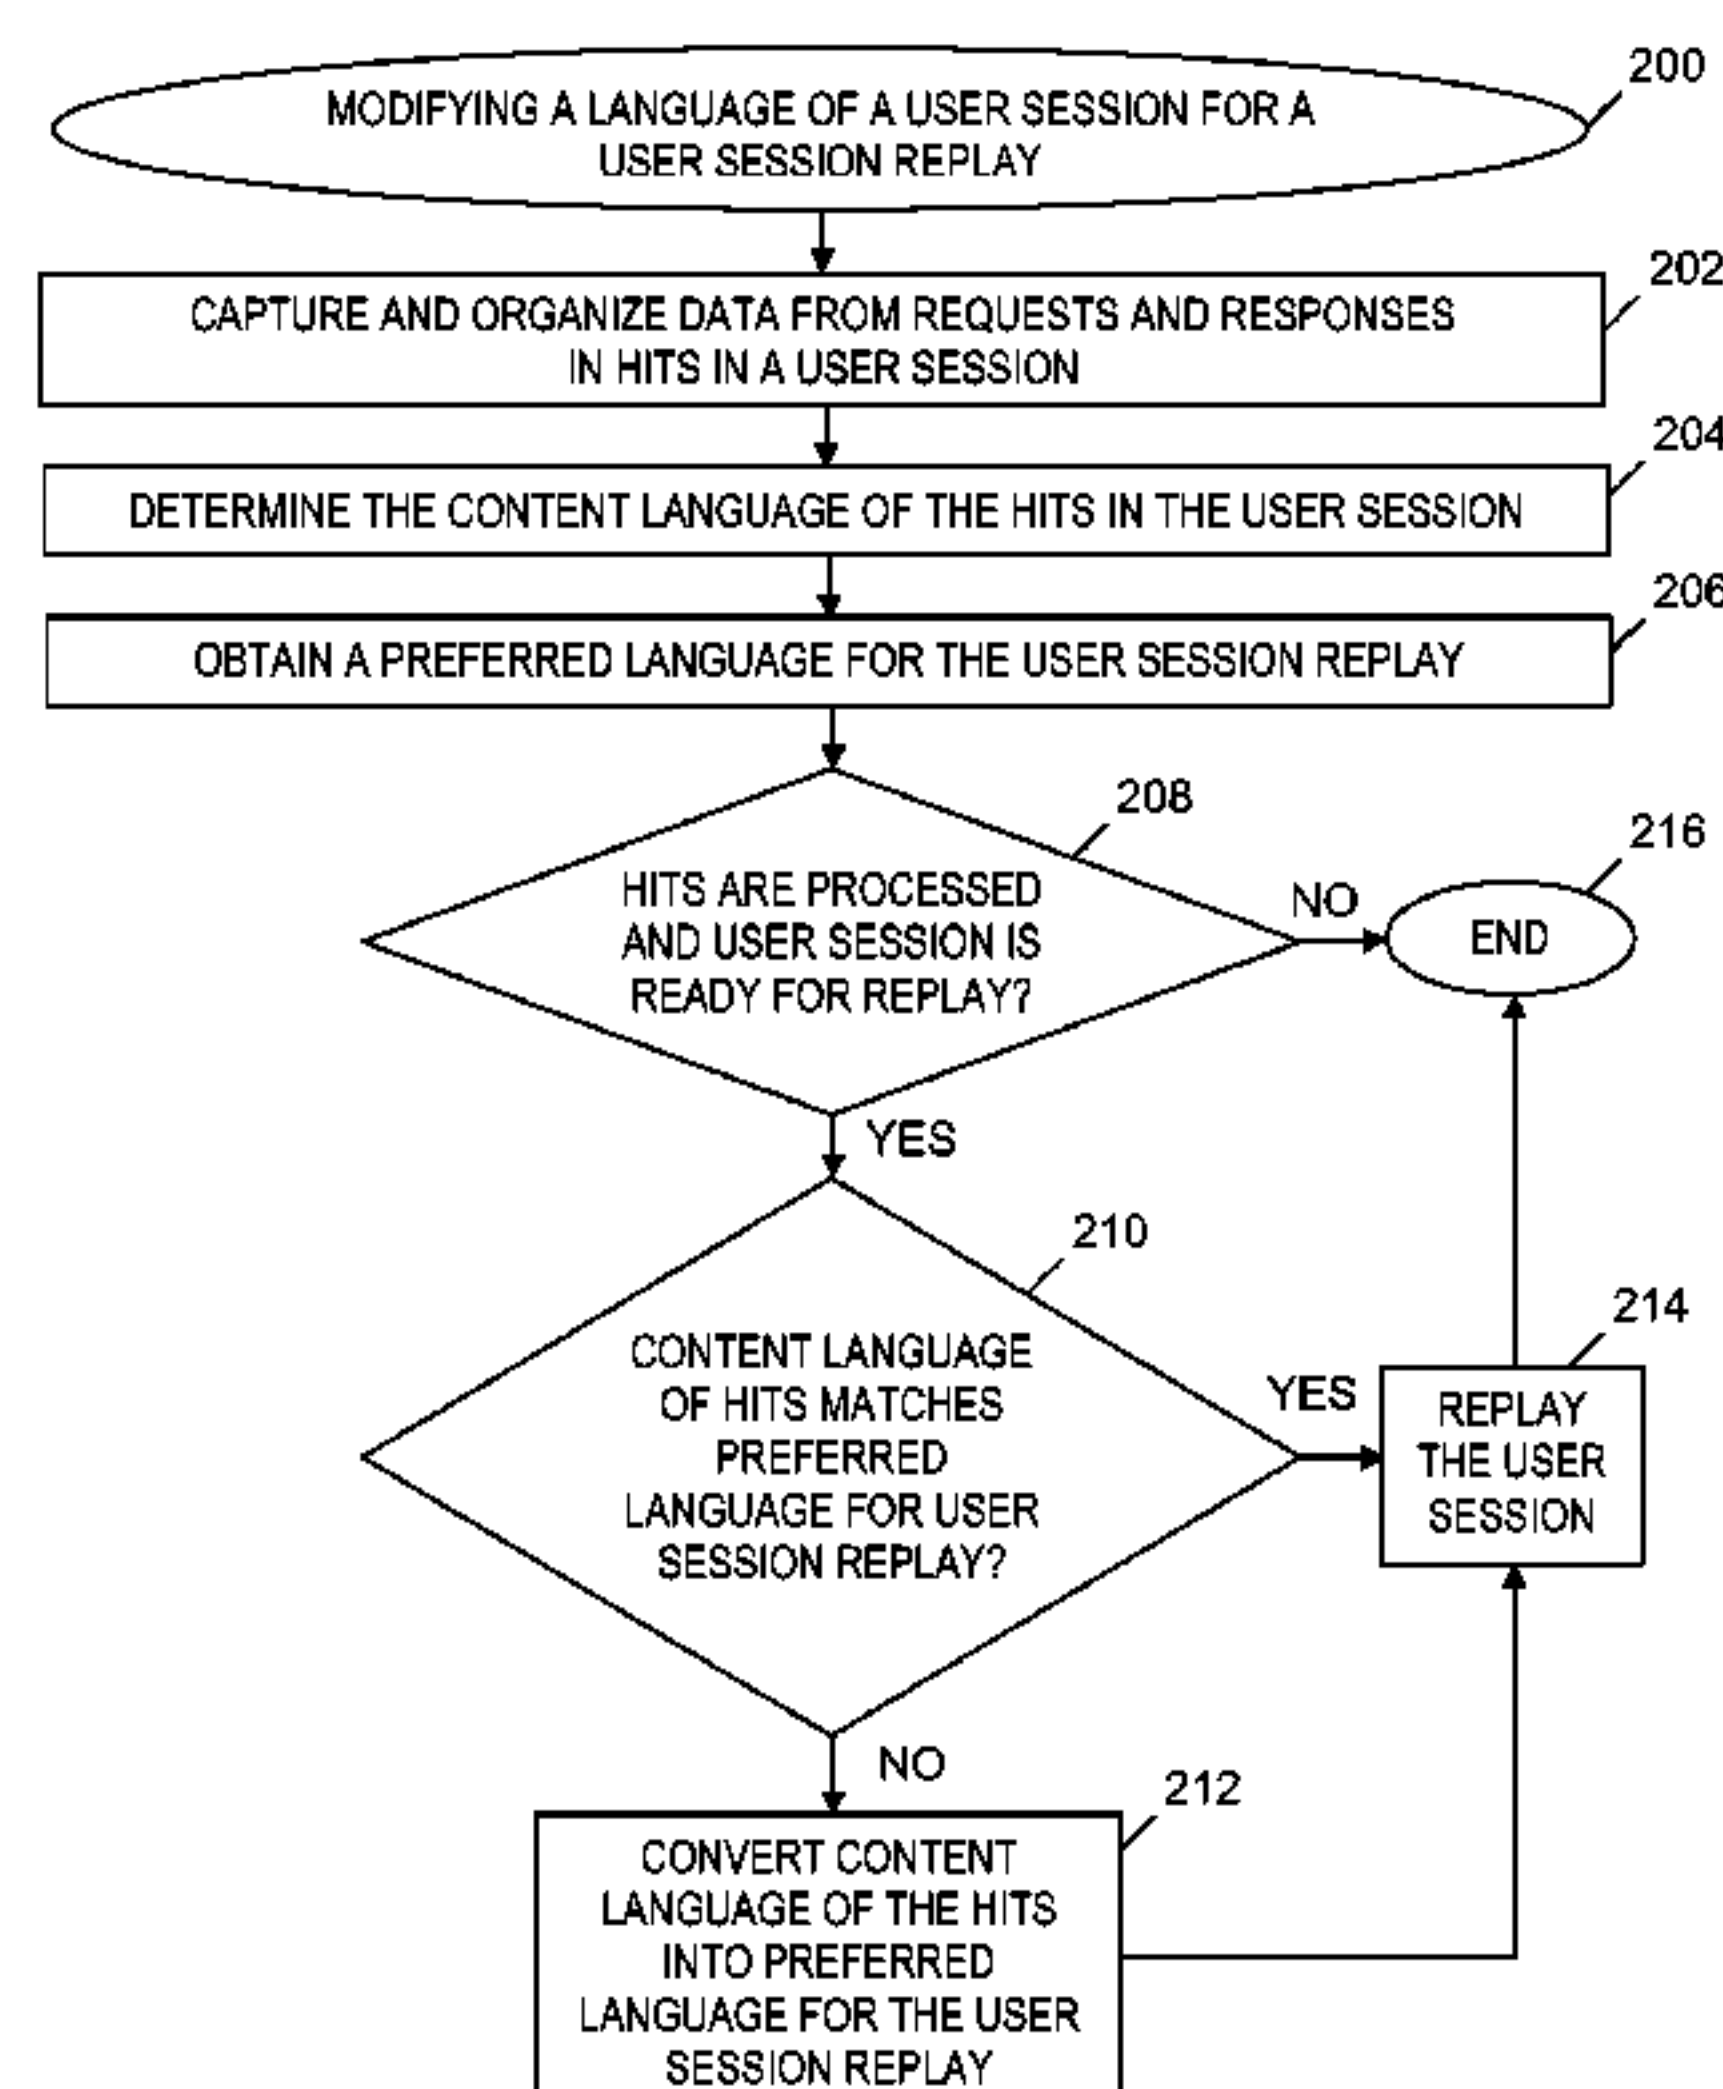 200
MODIFYING A LANGUAGE OF A USER SESSION FOR A
USER SESSION REPLAY
202
CAPTURE AND ORGANIZE DATA FROM REQUESTS AND RESPONSES
IN HITS IN A USER SESSION
204
DETERMINE THE CONTENT LANGUAGE OF THE HITS IN THE USER SESSION
206
OBTAIN A PREFERRED LANGUAGE FOR THE USER SESSION REPLAY
208
HITS ARE PROCESSED
AND USER SESSION IS
READY FOR REPLAY?
NO
216
END
YES
210
CONTENT LANGUAGE
OF HITS MATCHES
PREFERRED
LANGUAGE FOR USER
SESSION REPLAY?
YES
214
REPLAY
THE USER
SESSION
NO
212
CONVERT CONTENT
LANGUAGE OF THE HITS
INTO PREFERRED
LANGUAGE FOR THE USER
SESSION REPLAY